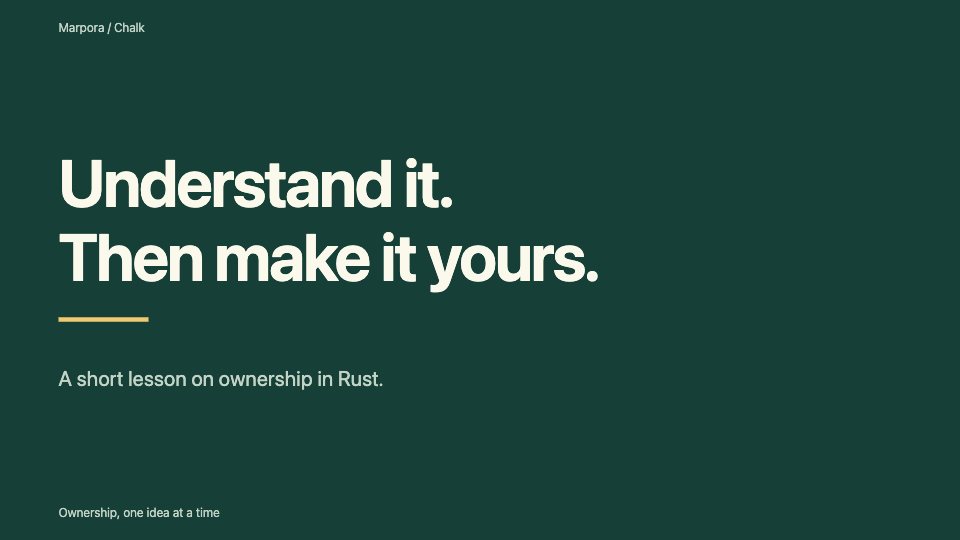 Marpora / Chalk
Understand it.
Then make it yours.
A short lesson on ownership in Rust.
Ownership, one idea at a time